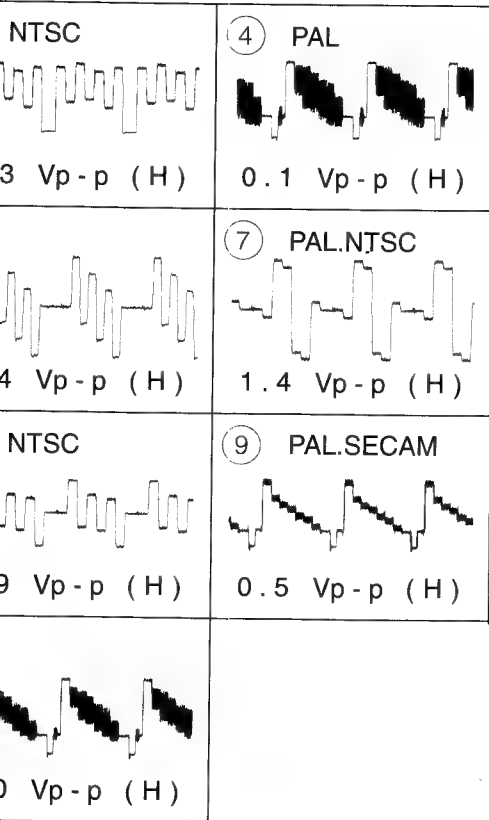 NTSC
④ PAL
3 Vp-p (H)
0.1 Vp-p (H)
⑦ PAL.NTSC
4 Vp-p (H)
1.4 Vp-p (H)
NTSC
⑨ PAL.SECAM
9 Vp-p (H)
0.5 Vp-p (H)
0 Vp-p (H)